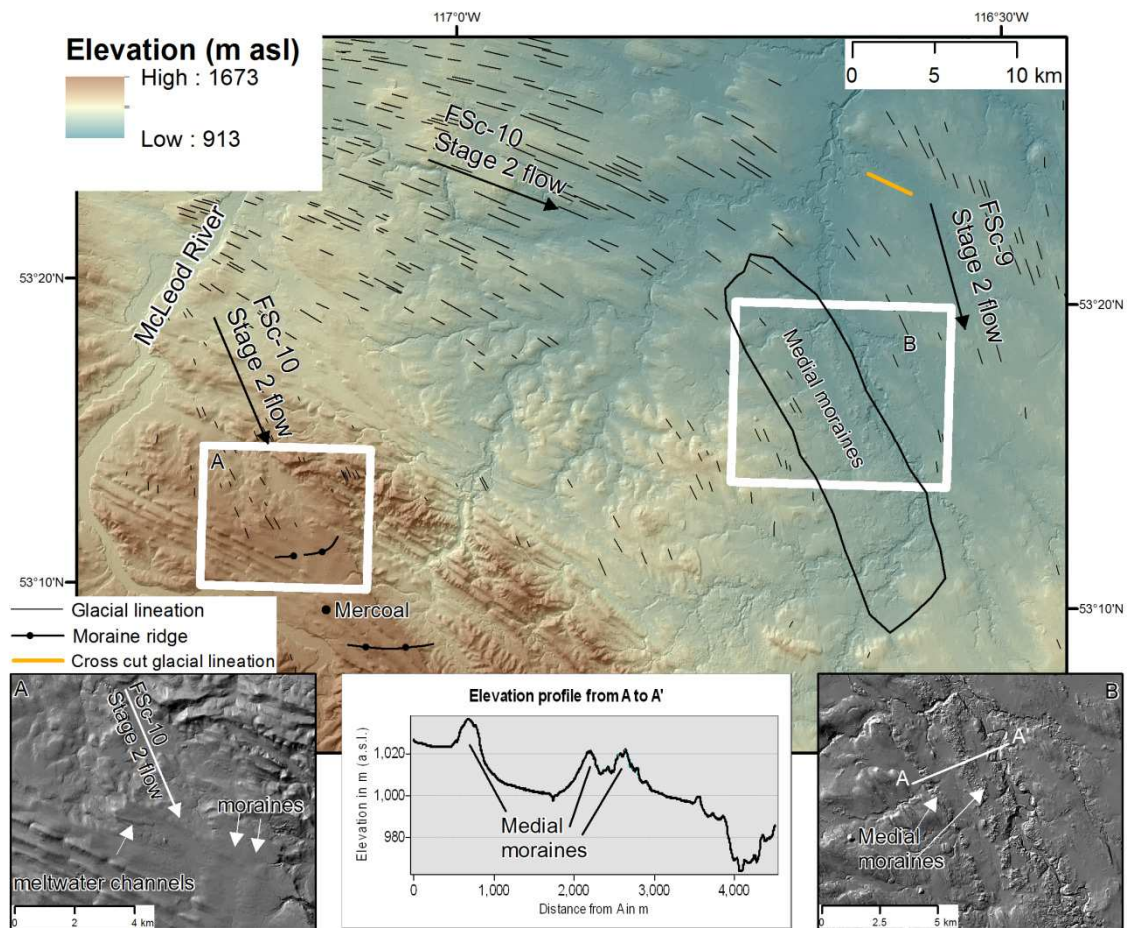 117°0'W
116°30'W
Elevation (m asl)
High : 1673
Low : 913
0 5 10 km
FSc-10
Stage 2 flow
FSc-9
Stage 2 flow
McLeod River
53°20'N
53°20'N
FSc-10
Stage 2 flow
B
Medial moraines
A
53°10'N
53°10'N
Mercoal
Glacial lineation
Moraine ridge
Cross cut glacial lineation
A
FSc-10
Stage 2 flow
moraines
meltwater channels
0 2 4 km
Elevation profile from A to A'
Elevation in m (a.s.l.)
1,020
1,000
980
Medial
moraines
0 1,000 2,000 3,000 4,000
Distance from A in m
B
A'
A
Medial
moraines
0 2.5 5 km